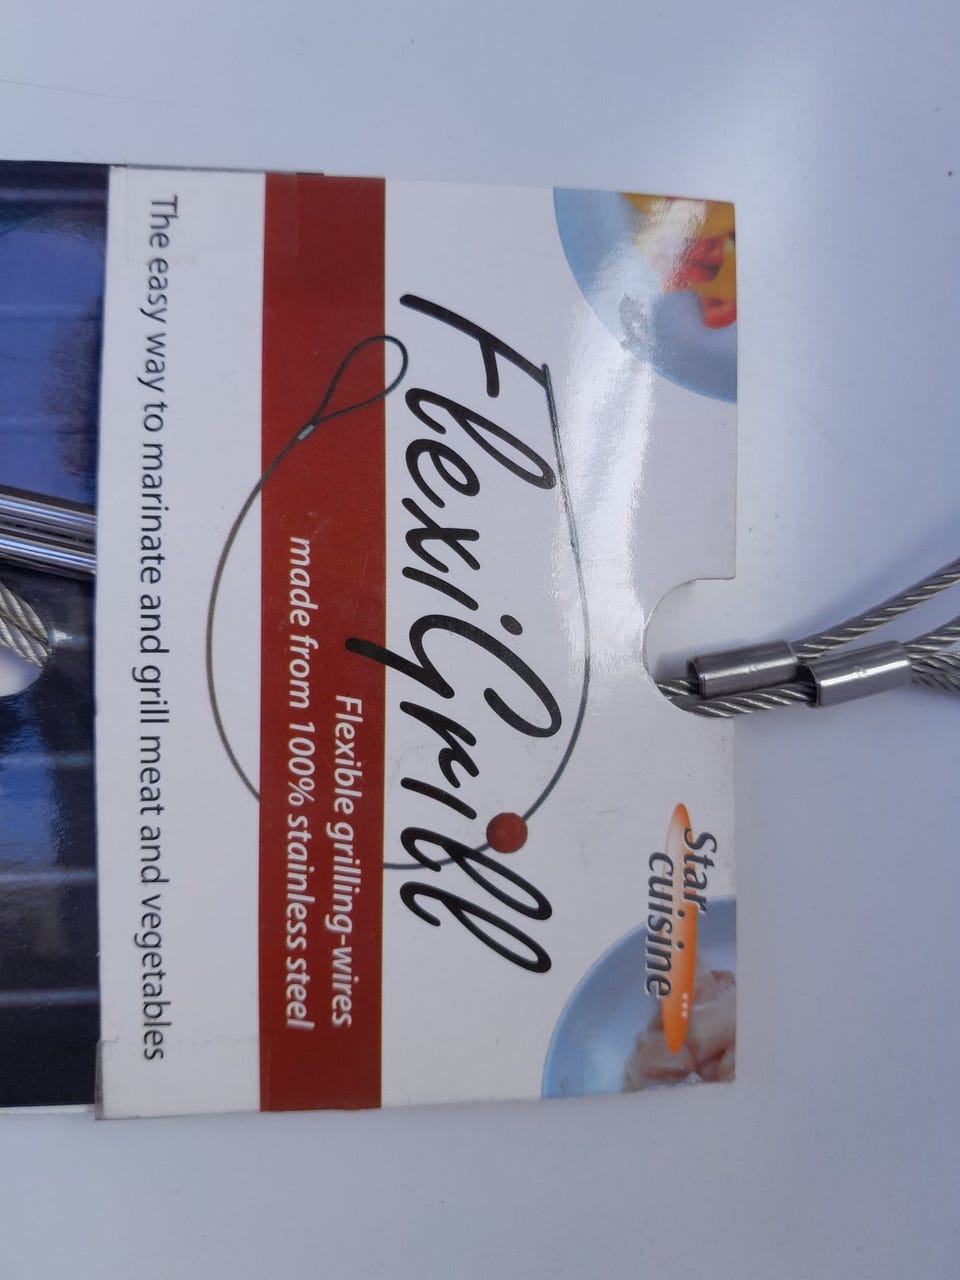 Star
cuisine
FlexiGrill
Flexible grilling-wires
made from 100% stainless steel
The easy way to marinate and grill meat and vegetables